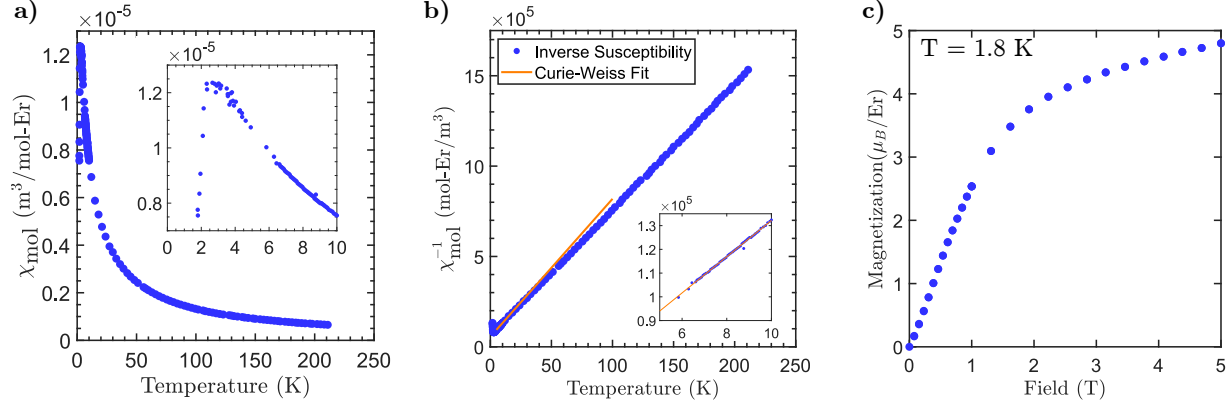 a)
×10⁻⁵
χmol (m³/mol-Er)
1.2
1
0.8
0.6
0.4
0.2
0
0 50 100 150 200 250
Temperature (K)
×10⁻⁵
1.2
1
0.8
0 2 4 6 8 10
b)
×10⁵
χ⁻¹mol (mol-Er/m³)
15
10
5
0
0 50 100 150 200 250
Temperature (K)
Inverse Susceptibility
Curie-Weiss Fit
×10⁵
1.3
1.2
1.1
1
0.9
6 8 10
c)
T = 1.8 K
Magnetization(μB/Er)
5
4
3
2
1
0
0 1 2 3 4 5
Field (T)